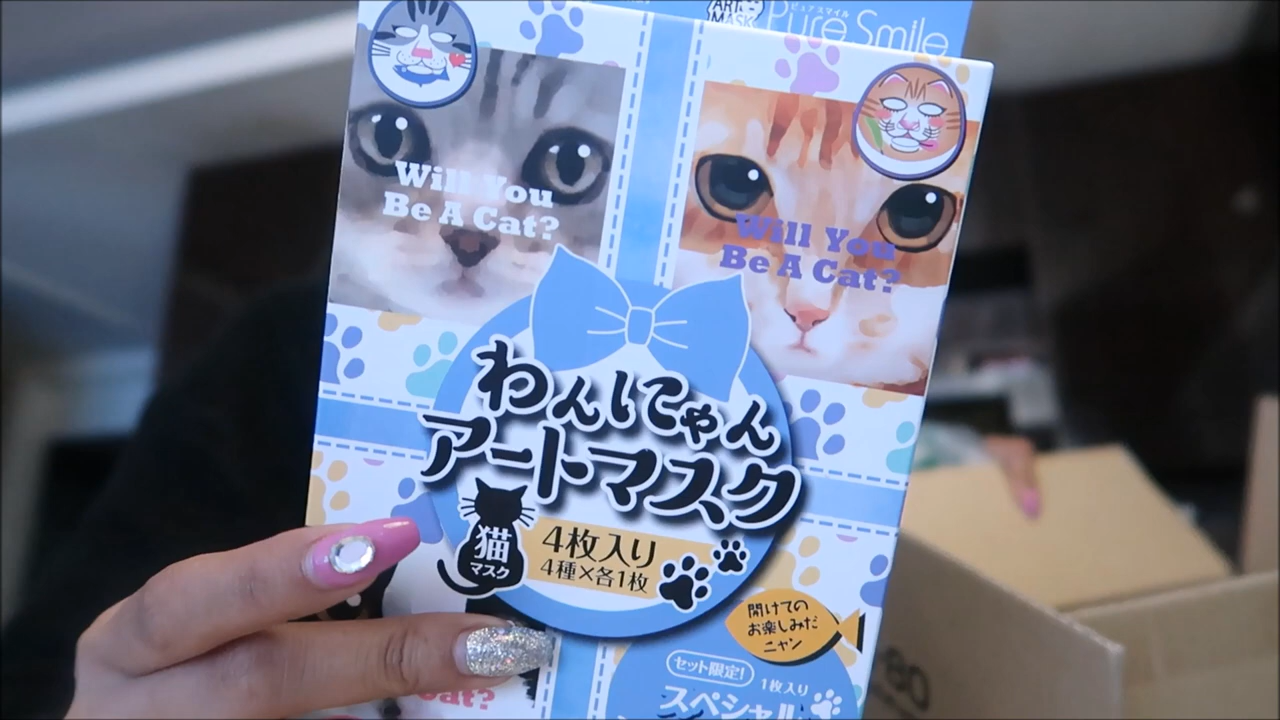 ART
MASK
ピュアスマイル
Pure Smile
Will You
Be A Cat?
Will You
Be A Cat?
わんにゃん
アートマスク
猫
マスク
4枚入り
4種×各1枚
開けての
お楽しみだ
ニャン
セット限定!
1枚入り
スペシャル
Cat?